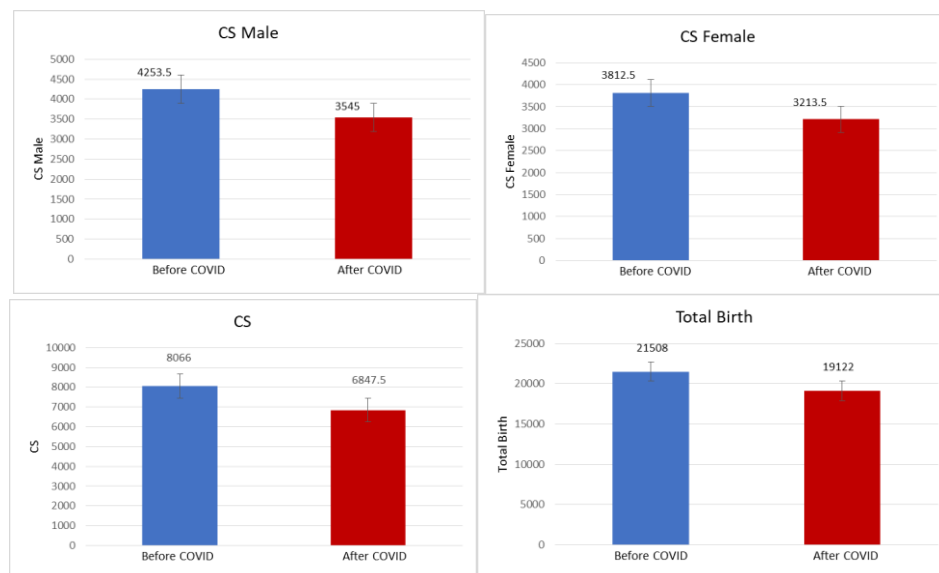 CS Male
5000
4500
4000
3500
3000
2500
2000
1500
1000
500
0
CS Male
4253.5
3545
Before COVID
After COVID
CS Female
4500
4000
3500
3000
2500
2000
1500
1000
500
0
CS Female
3812.5
3213.5
Before COVID
After COVID
CS
10000
9000
8000
7000
6000
5000
4000
3000
2000
1000
0
CS
8066
6847.5
Before COVID
After COVID
Total Birth
25000
20000
15000
10000
5000
0
Total Birth
21508
19122
Before COVID
After COVID